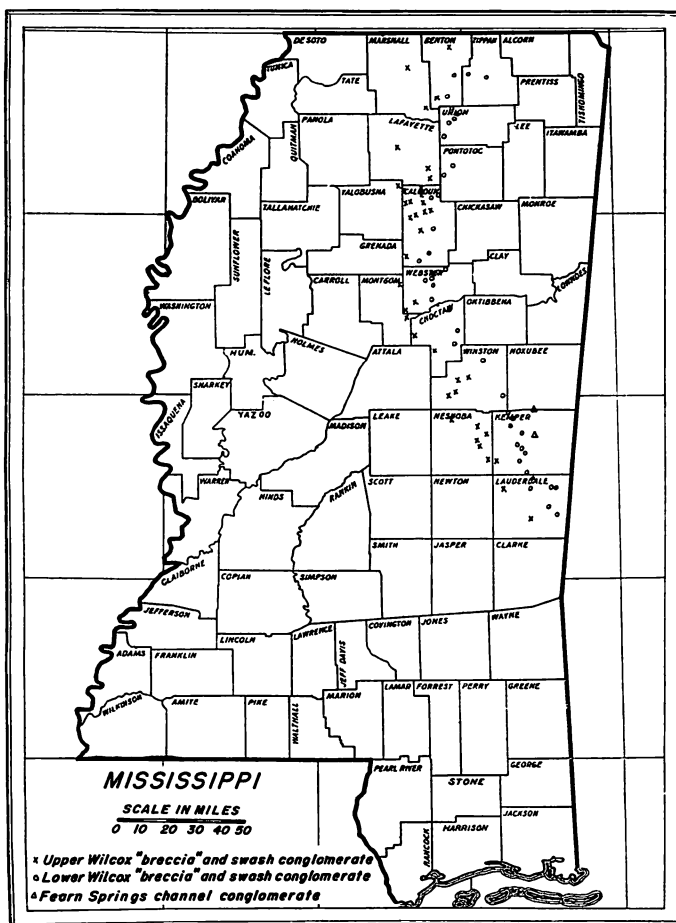 DE SOTO
MARSHALL
BENTON
TIPPAH
ALCORN
TUNICA
TATE
PRENTISS
TISHOMINGO
PANOLA
LAFAYETTE
UNION
LEE
ITAWAMBA
COAHOMA
QUITMAN
PONTOTOC
BOLIVAR
TALLAHATCHIE
YALOBUSHA
CALHOUN
CHICKASAW
MONROE
SUNFLOWER
LEFLORE
GRENADA
CLAY
WASHINGTON
CARROLL
MONTGOM.
WEBSTER
LOWNDES
CHOCTAW
OKTIBBEHA
HUM.
HOLMES
ATTALA
WINSTON
NOXUBEE
SHARKEY
ISSAQUENA
YAZOO
MADISON
LEAKE
NESHOBA
KEMPER
WARREN
HINDS
RANKIN
SCOTT
NEWTON
LAUDERDALE
SMITH
JASPER
CLARKE
CLAIBORNE
COPIAH
SIMPSON
JEFFERSON
LINCOLN
LAWRENCE
COVINGTON
JONES
WAYNE
ADAMS
FRANKLIN
JEFF DAVIS
WILKINSON
AMITE
PIKE
WALTHALL
MARION
LAMAR
FORREST
PERRY
GREENE
PEARL RIVER
GEORGE
STONE
HANCOCK
HARRISON
JACKSON
MISSISSIPPI
SCALE IN MILES
0 10 20 30 40 50
x Upper Wilcox "breccia" and swash conglomerate
o Lower Wilcox "breccia" and swash conglomerate
△ Fearn Springs channel conglomerate